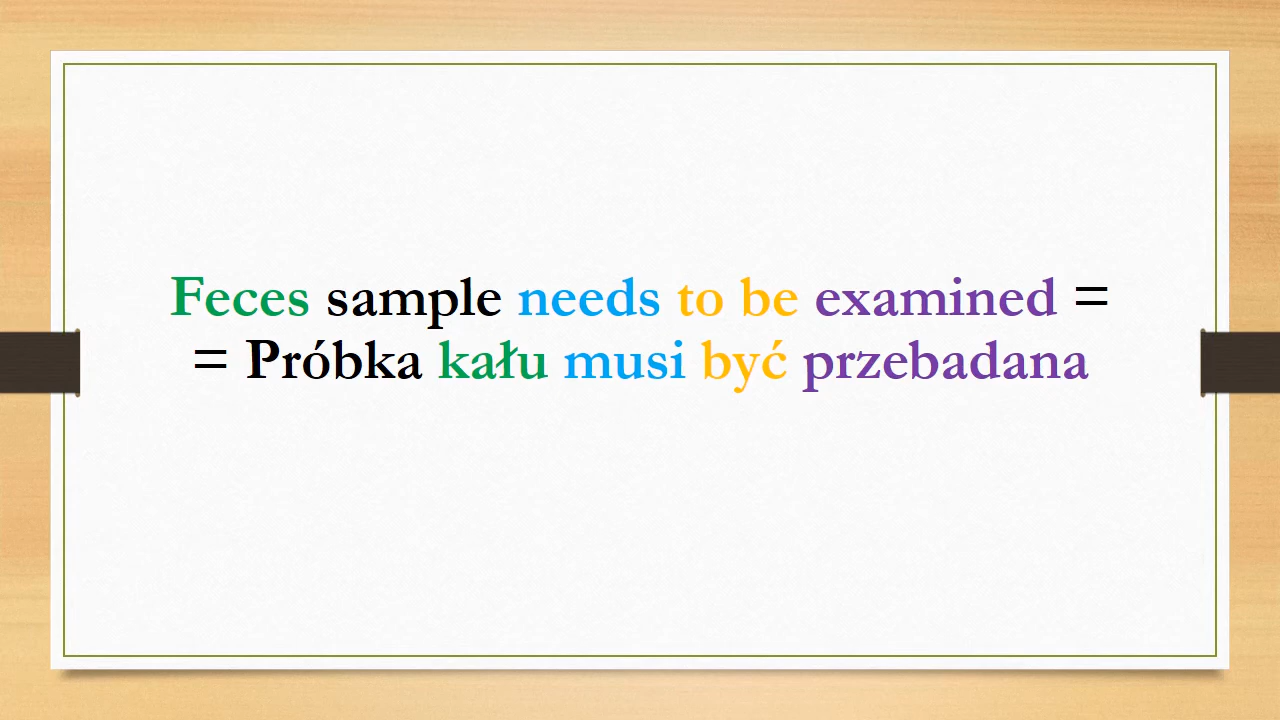 Feces sample needs to be examined =
= Próbka kału musi być przebadana